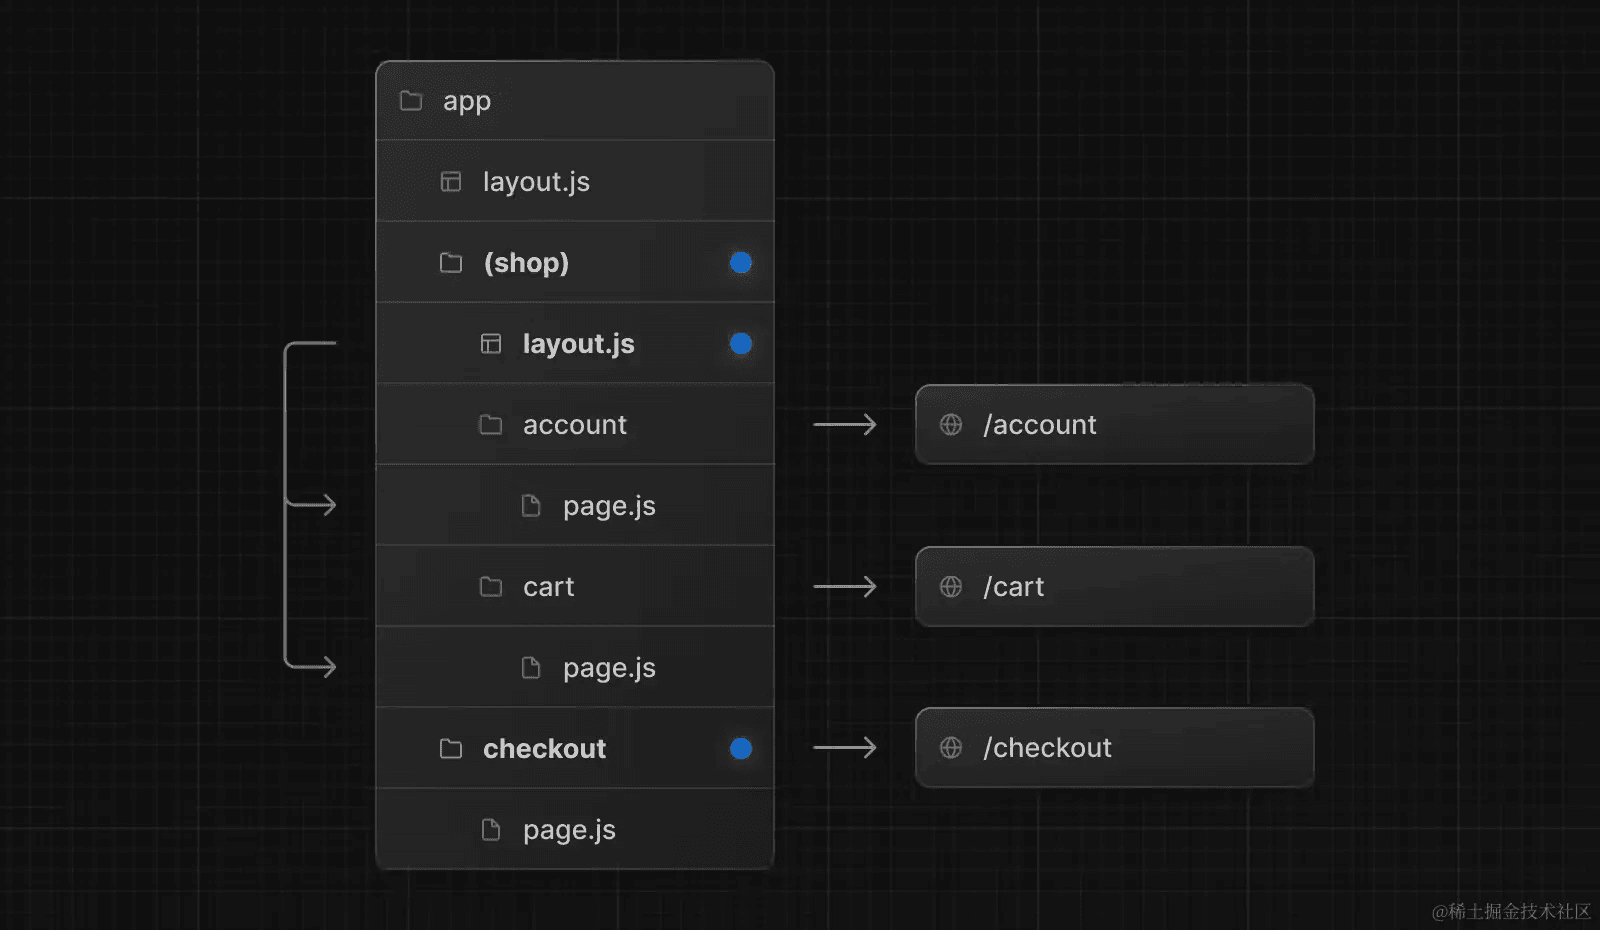 app
layout.js
(shop)
layout.js
account
/account
page.js
cart
/cart
page.js
checkout
/checkout
page.js
@稀土掘金技术社区